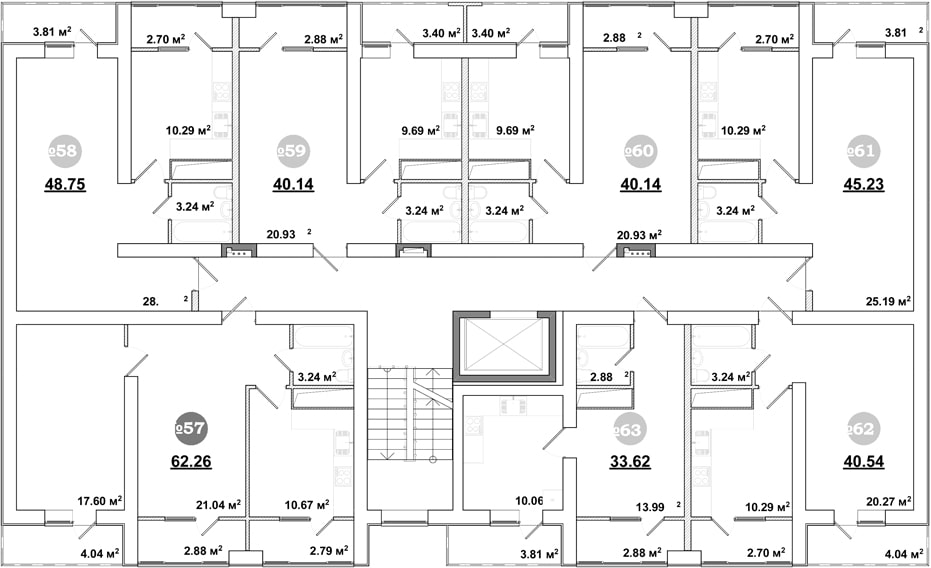 3.81 м²
2.70 м²
2.88 м²
3.40 м²
3.40 м²
2.88 ²
2.70 м²
3.81 ²
10.29 м²
9.69 м²
9.69 м²
10.29 м²
№58
48.75
№59
40.14
№60
40.14
№61
45.23
3.24 м²
3.24 м²
3.24 м²
3.24 м²
20.93 ²
20.93 м²
28. ²
25.19 м²
3.24 м²
2.88 ²
3.24 м²
№57
62.26
№63
33.62
№62
40.54
17.60 м²
21.04 м²
10.67 м²
10.06
13.99 ²
10.29 м²
20.27 м²
4.04 м²
2.88 м²
2.79 м²
3.81 м²
2.88 м²
2.70 м²
4.04 м²